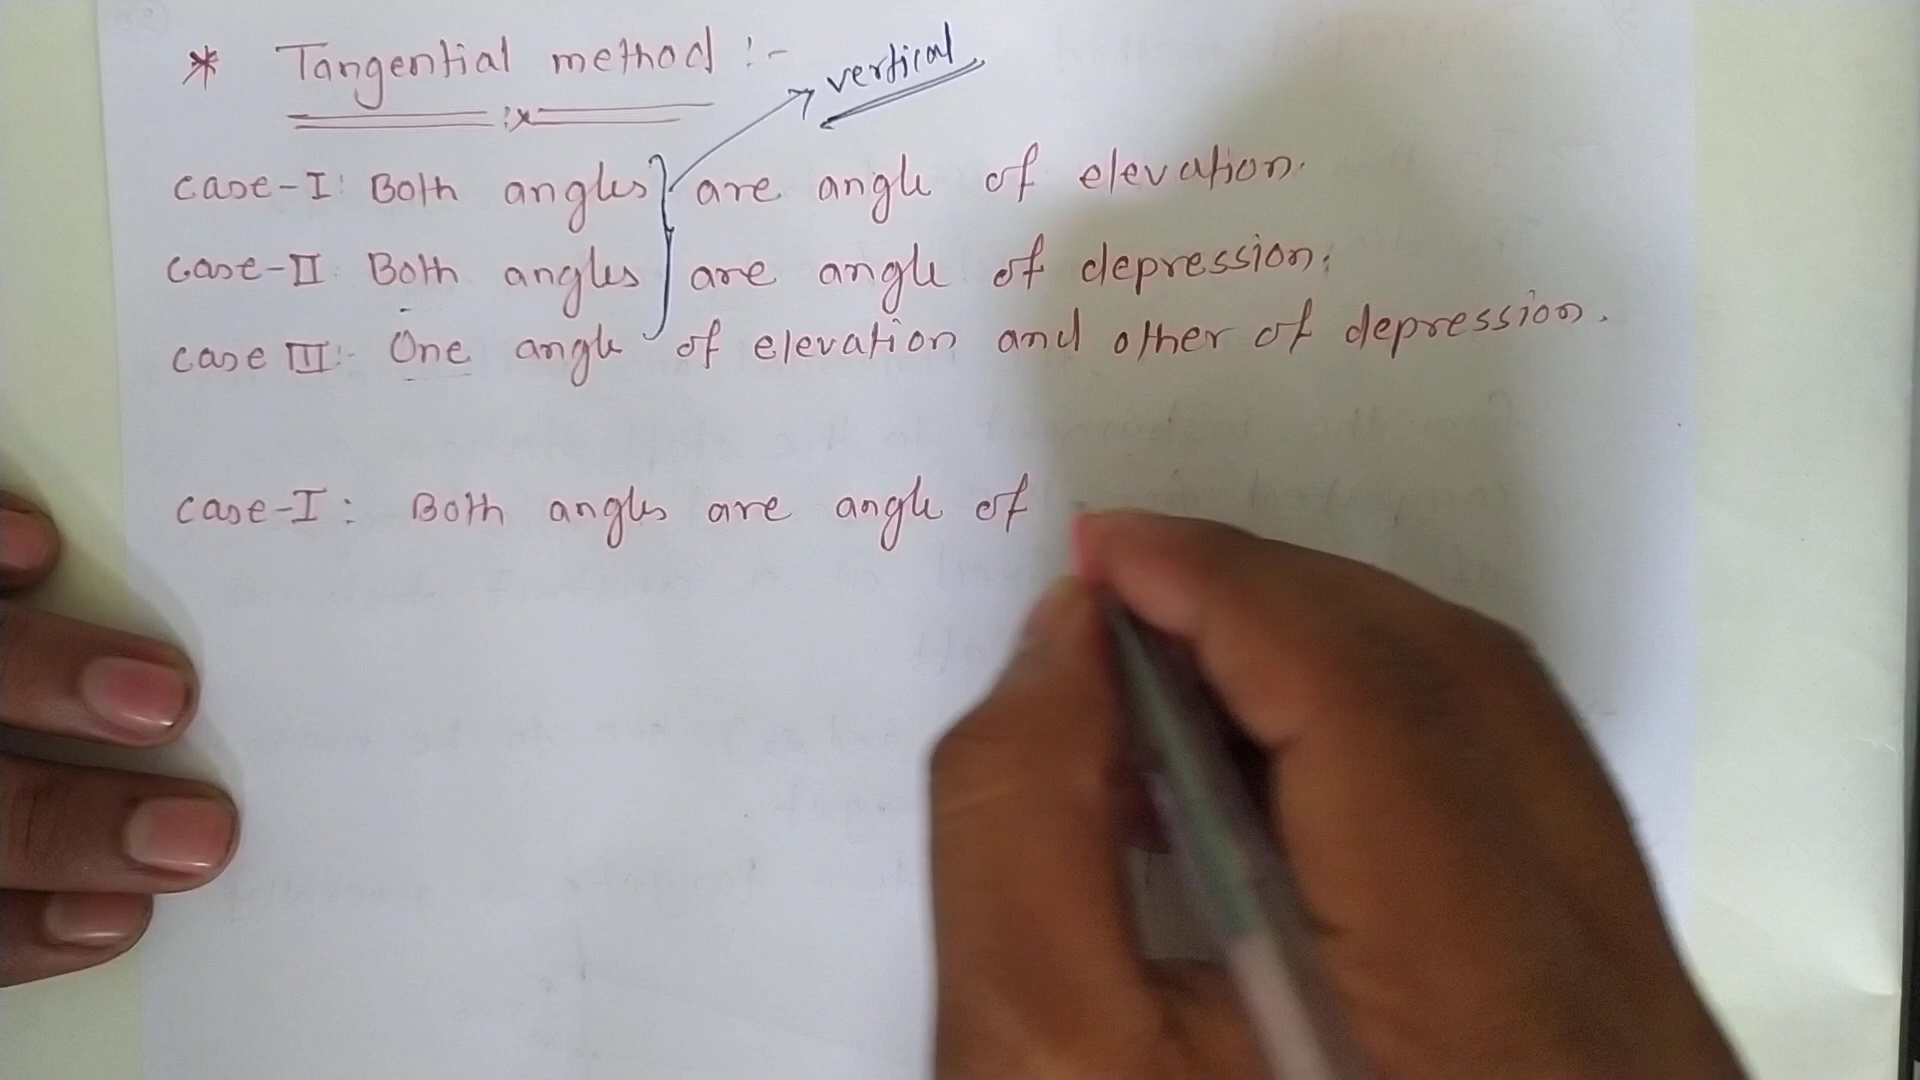 * Tangential method :-
vertical
case-I: Both angles are angle of elevation.
case-II: Both angles are angle of depression.
case III:- One angle of elevation and other of depression.
case-I: Both angles are angle of